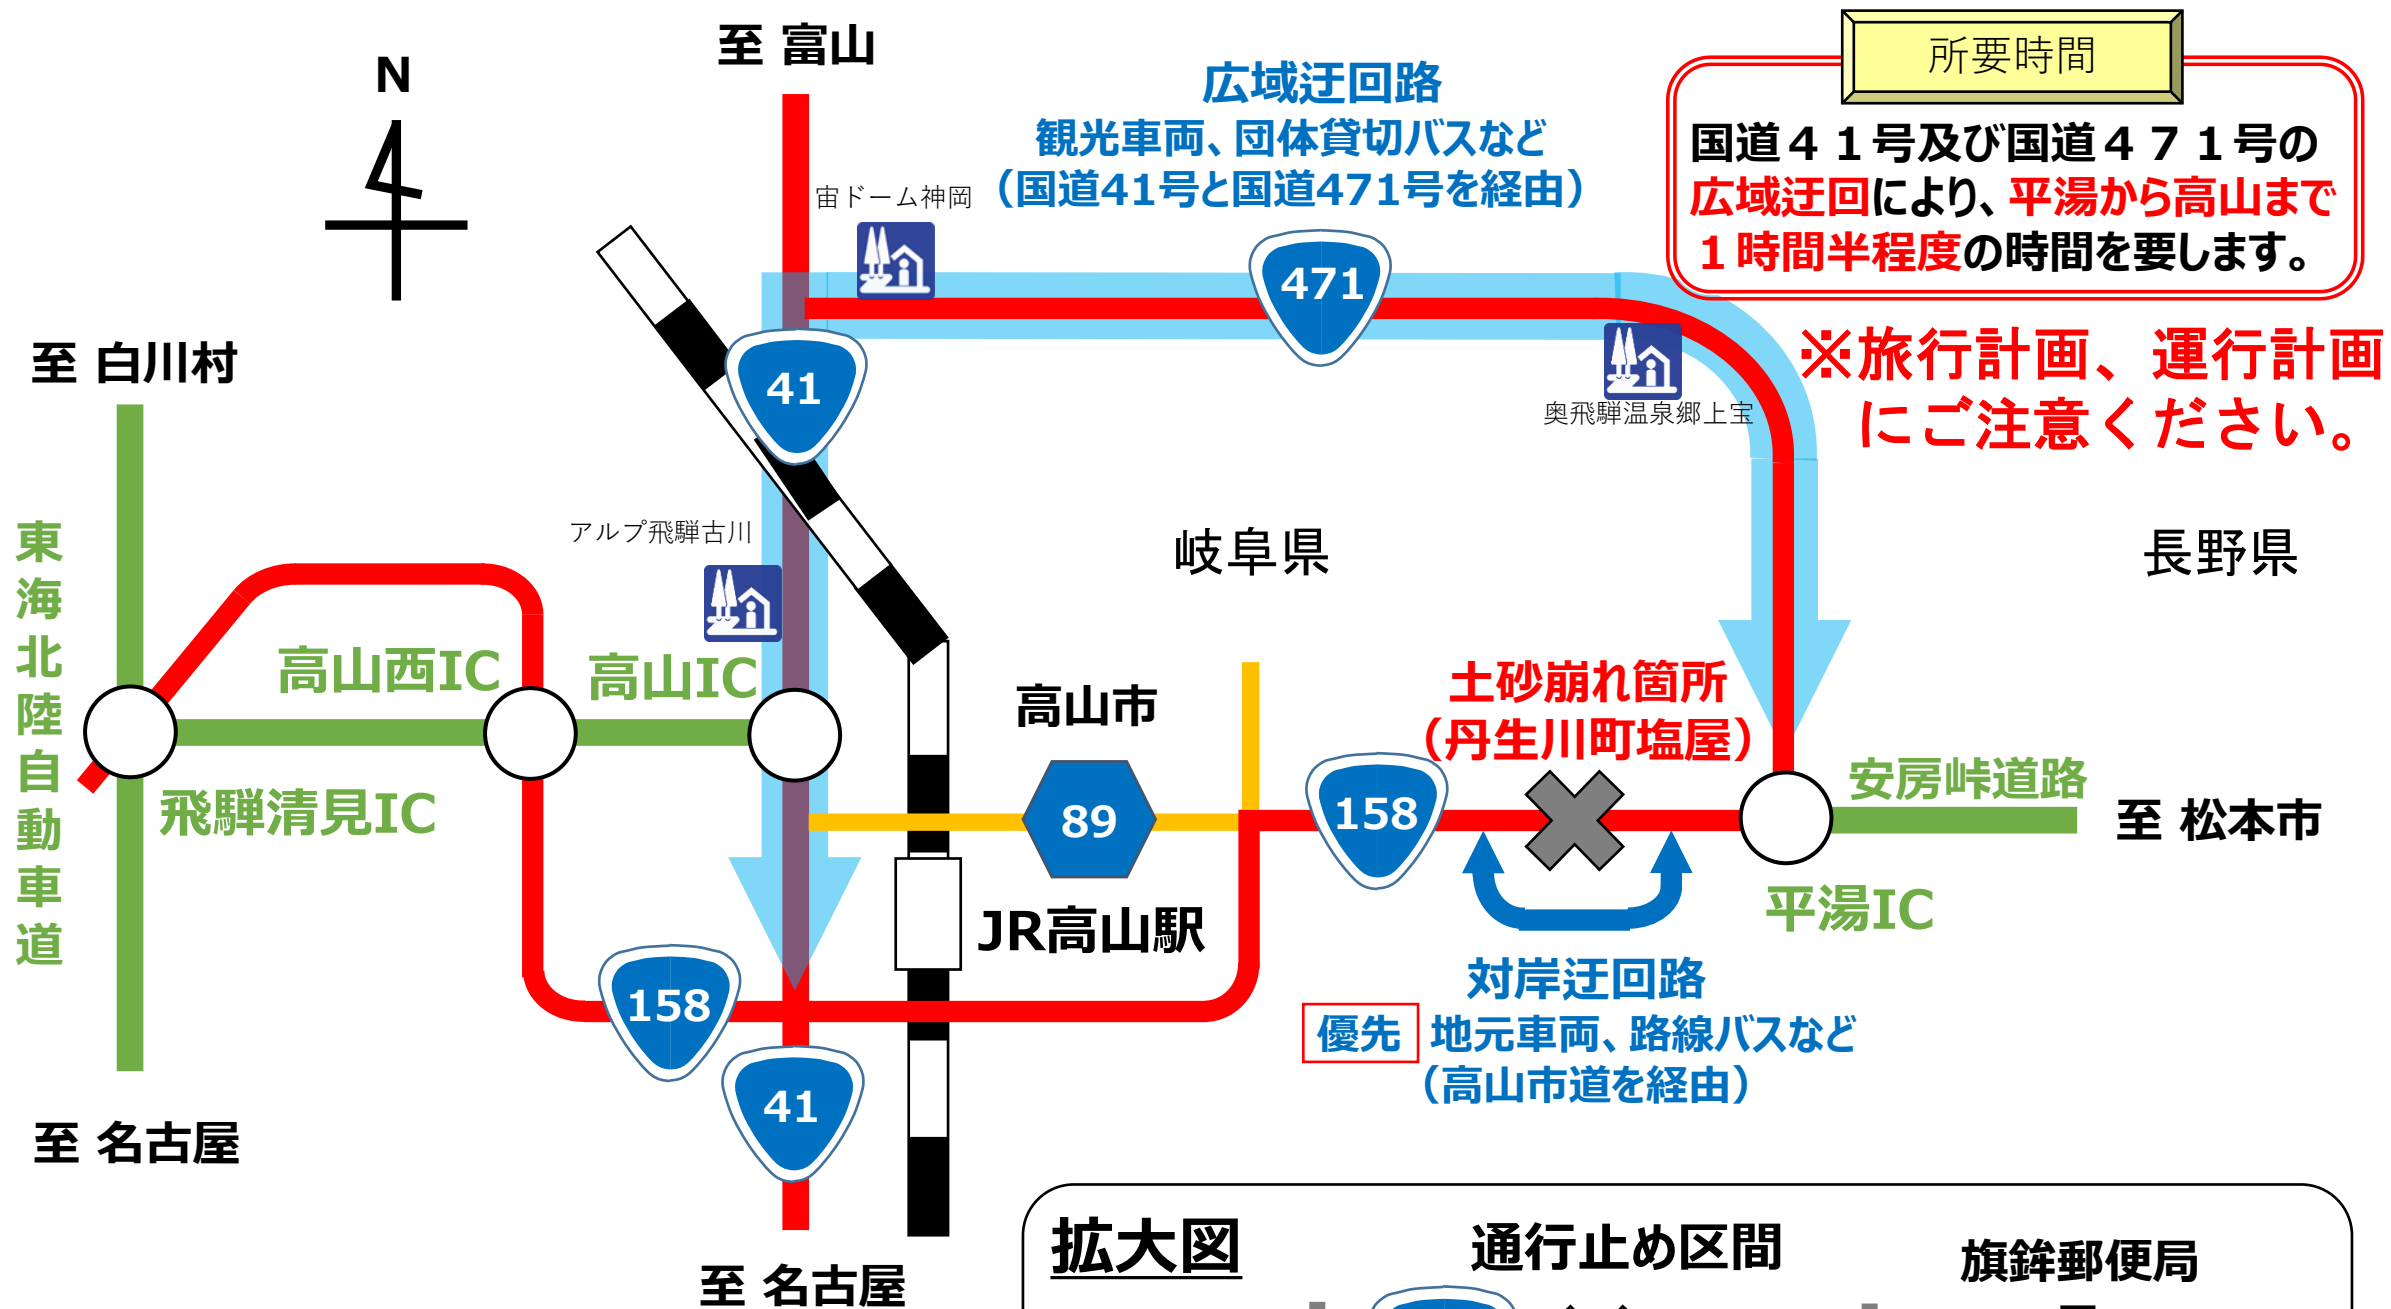 至 富山
N
広域迂回路
観光車両、団体貸切バスなど
（国道41号と国道471号を経由）
所要時間
国道４１号及び国道４７１号の
広域迂回により、平湯から高山まで
１時間半程度の時間を要します。
※旅行計画、運行計画
にご注意ください。
宙ドーム神岡
471
至 白川村
41
奥飛騨温泉郷上宝
アルプ飛騨古川
岐阜県
長野県
東海北陸自動車道
高山西IC
高山IC
高山市
土砂崩れ箇所
（丹生川町塩屋）
飛騨清見IC
89
158
安房峠道路
至 松本市
平湯IC
JR高山駅
対岸迂回路
優先 地元車両、路線バスなど
（高山市道を経由）
158
41
至 名古屋
至 名古屋
拡大図
通行止め区間
旗鉾郵便局